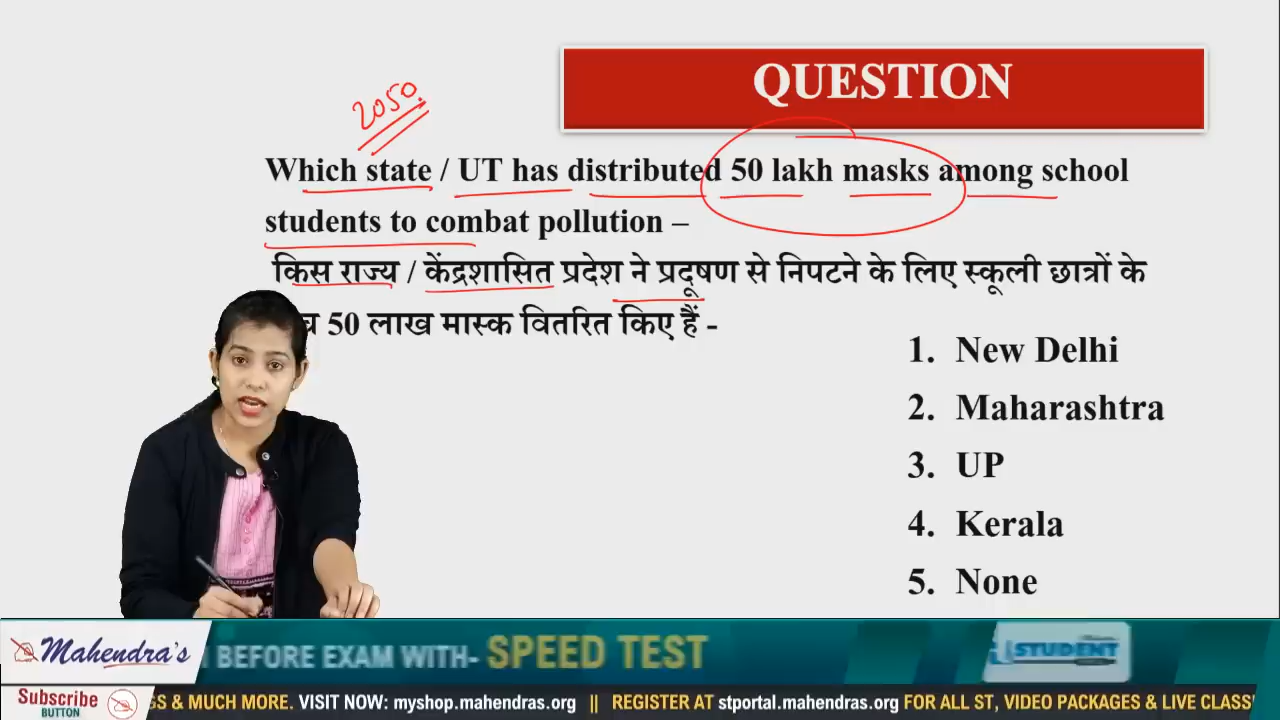 QUESTION
2050
Which state / UT has distributed 50 lakh masks among school
students to combat pollution –
किस राज्य / केंद्रशासित प्रदेश ने प्रदूषण से निपटने के लिए स्कूली छात्रों के
50 लाख मास्क वितरित किए हैं -
1. New Delhi
2. Maharashtra
3. UP
4. Kerala
5. None
Mahendra's
BEFORE EXAM WITH- SPEED TEST
STUDENT
Subscribe
BUTTON
& MUCH MORE. VISIT NOW: myshop.mahendras.org || REGISTER AT stportal.mahendras.org FOR ALL ST, VIDEO PACKAGES & LIVE